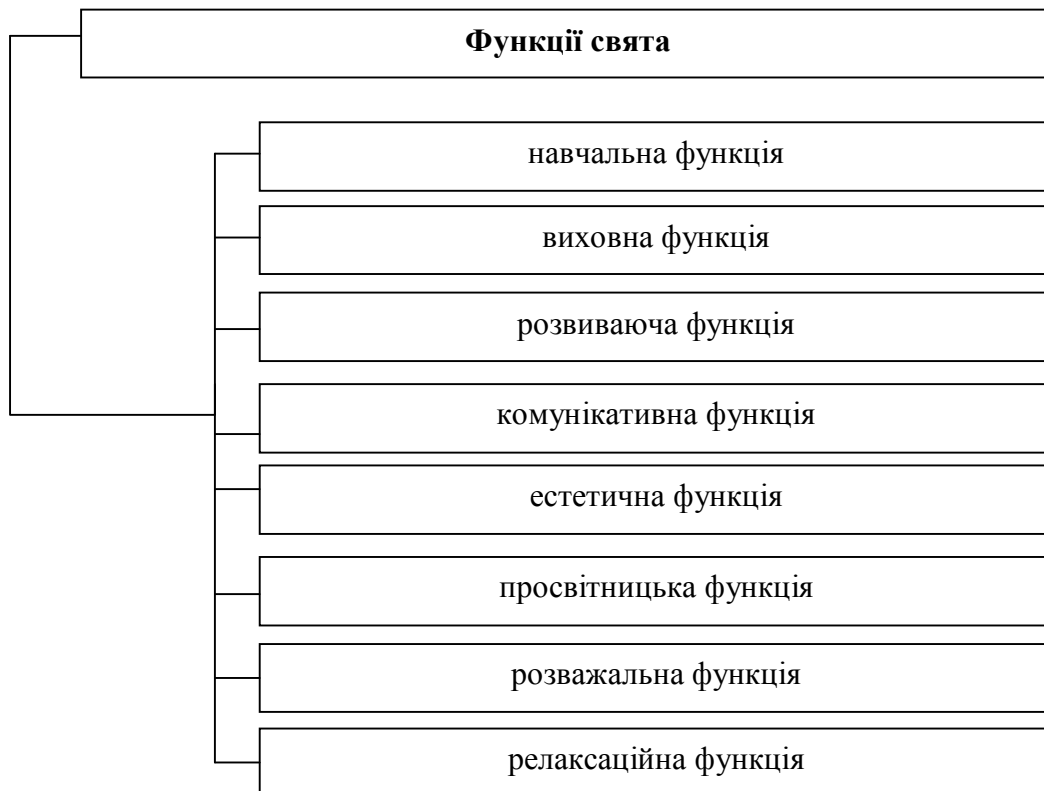 Функції свята
навчальна функція
виховна функція
розвиваюча функція
комунікативна функція
естетична функція
просвітницька функція
розважальна функція
релаксаційна функція